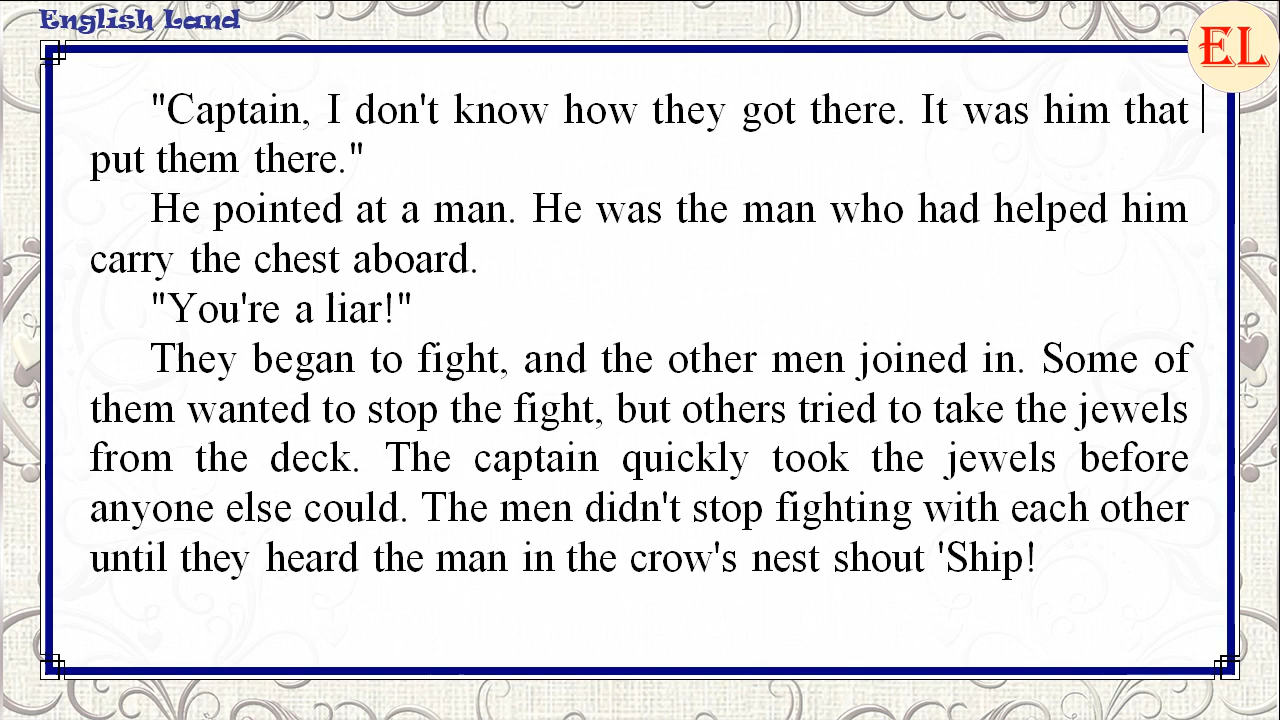 English Land
EL
"Captain, I don't know how they got there. It was him that
put them there."
He pointed at a man. He was the man who had helped him
carry the chest aboard.
"You're a liar!"
They began to fight, and the other men joined in. Some of
them wanted to stop the fight, but others tried to take the jewels
from the deck. The captain quickly took the jewels before
anyone else could. The men didn't stop fighting with each other
until they heard the man in the crow's nest shout 'Ship!